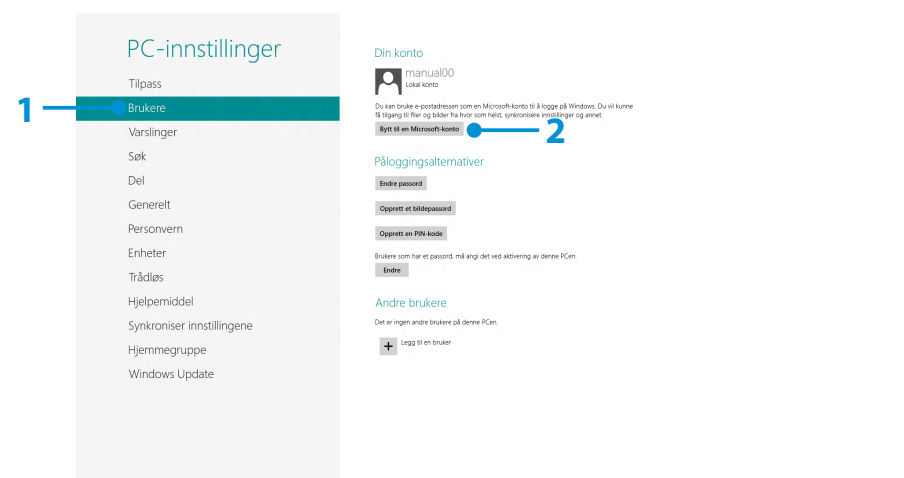 PC-innstillinger
Tilpass
1
Brukere
Varslinger
Søk
Del
Generelt
Personvern
Enheter
Trådløs
Hjelpemiddel
Synkroniser innstillingene
Hjemmegruppe
Windows Update
Din konto
manual00
Lokal konto
Du kan bruke e-postadressen som en Microsoft-konto til å logge på Windows. Du vil kunne
få tilgang til filer og bilder fra hvor som helst, synkronisere innstillinger og annet.
Bytt til en Microsoft-konto
2
Påloggingsalternativer
Endre passord
Opprett et bildepassord
Opprett en PIN-kode
Brukere som har et passord, må angi det ved aktivering av denne PCen.
Endre
Andre brukere
Det er ingen andre brukere på denne PCen.
+ Legg til en bruker